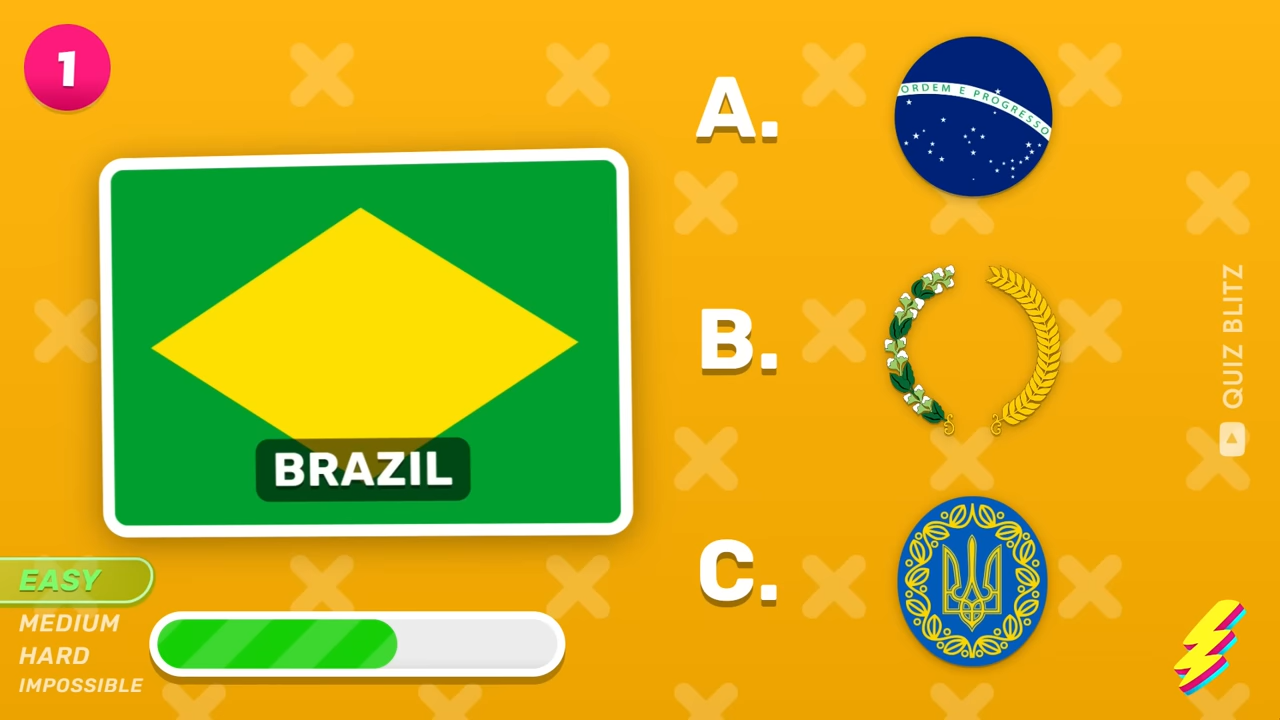 1
A.
ORDEM E PROGRESSO
BRAZIL
B.
C.
EASY
MEDIUM
HARD
IMPOSSIBLE
QUIZ BLITZ